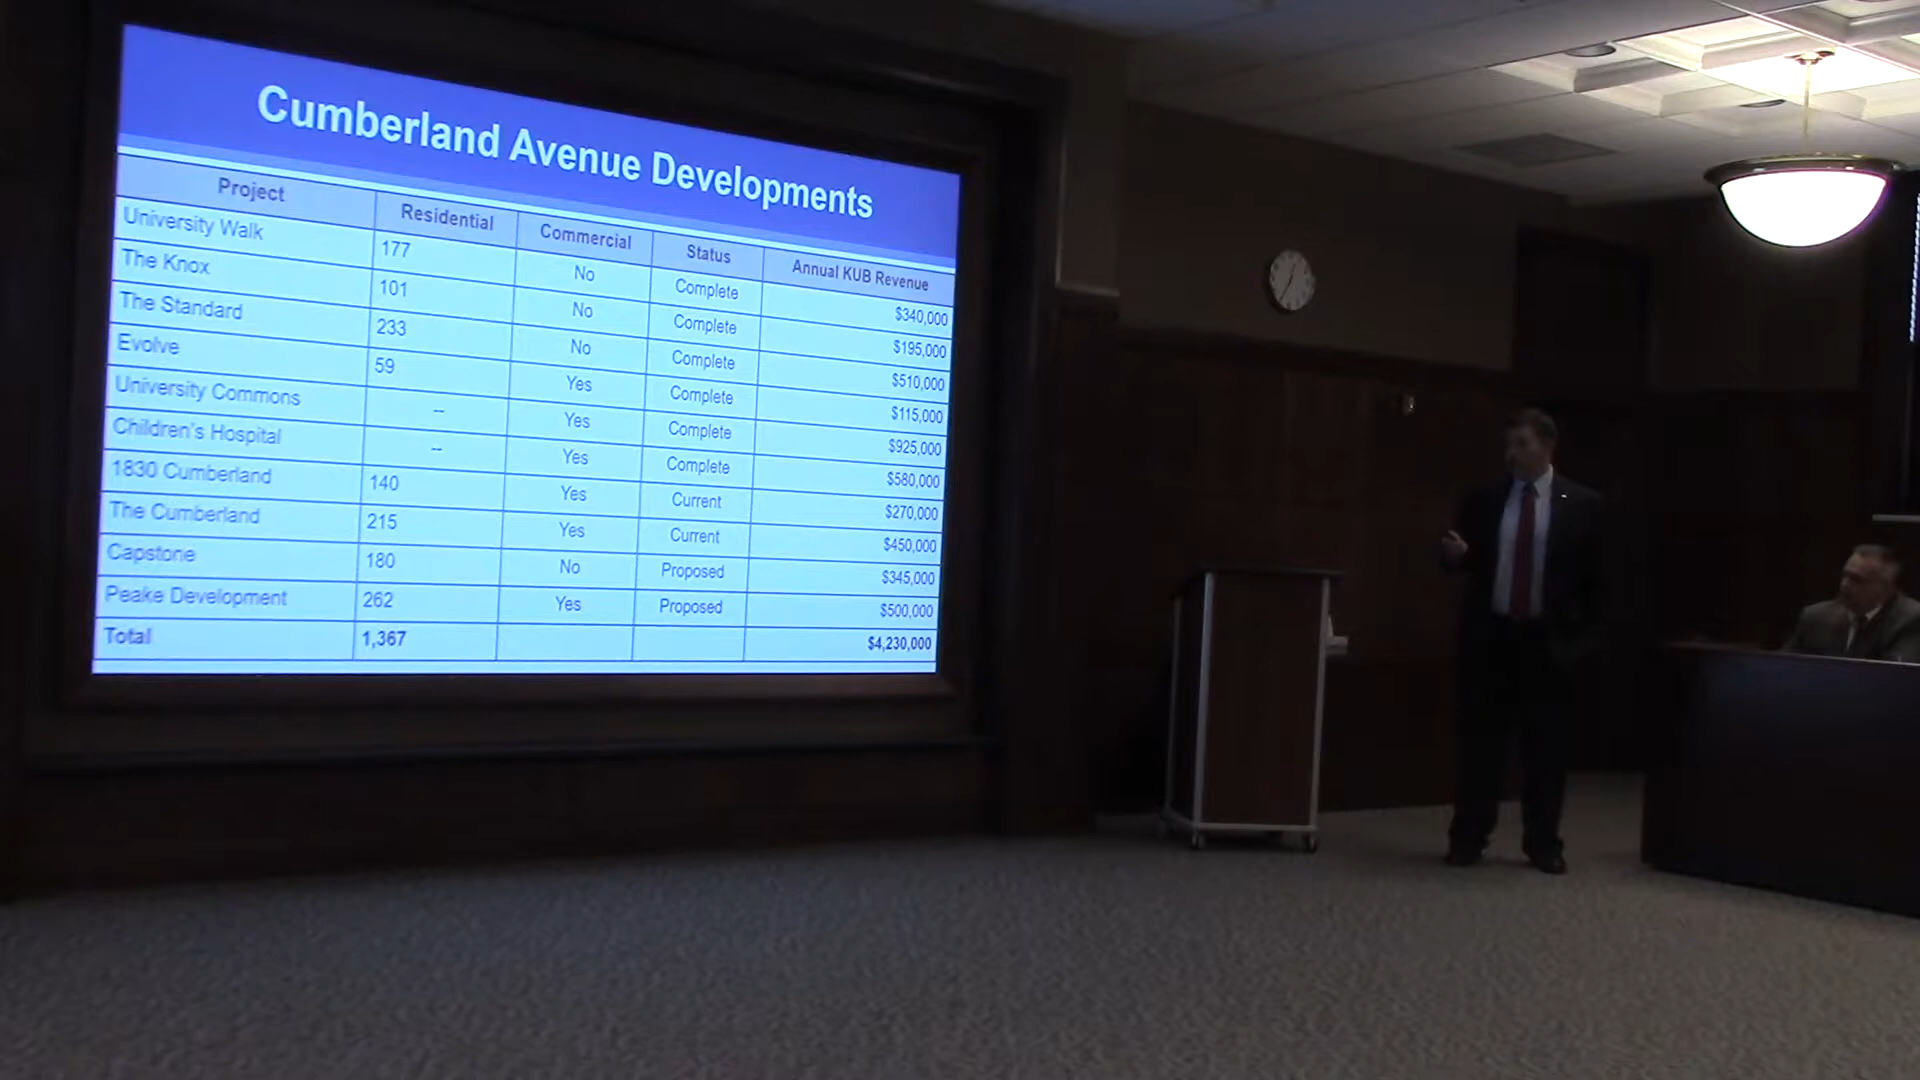 Cumberland Avenue Developments
Project Residential Commercial Status Annual KUB Revenue
University Walk 177 No Complete $340,000
The Knox 101 No Complete $195,000
The Standard 233 No Complete $510,000
Evolve 59 Yes Complete $115,000
University Commons -- Yes Complete $925,000
Children's Hospital -- Yes Complete $580,000
1830 Cumberland 140 Yes Current $270,000
The Cumberland 215 Yes Current $450,000
Capstone 180 No Proposed $345,000
Peake Development 262 Yes Proposed $500,000
Total 1,367 $4,230,000